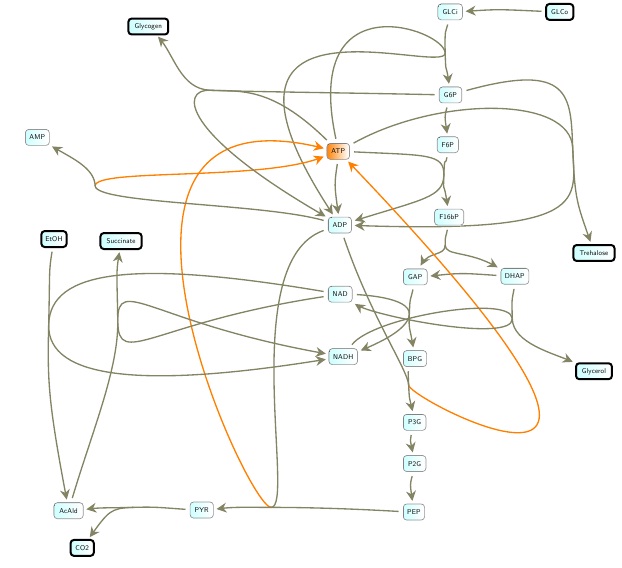 GLCi
GLCo
Glycogen
G6P
AMP
F6P
ATP
F16bP
ADP
EtOH
Succinate
Trehalose
GAP
DHAP
NAD
NADH
BPG
Glycerol
P3G
P2G
AcAld
PYR
PEP
CO2